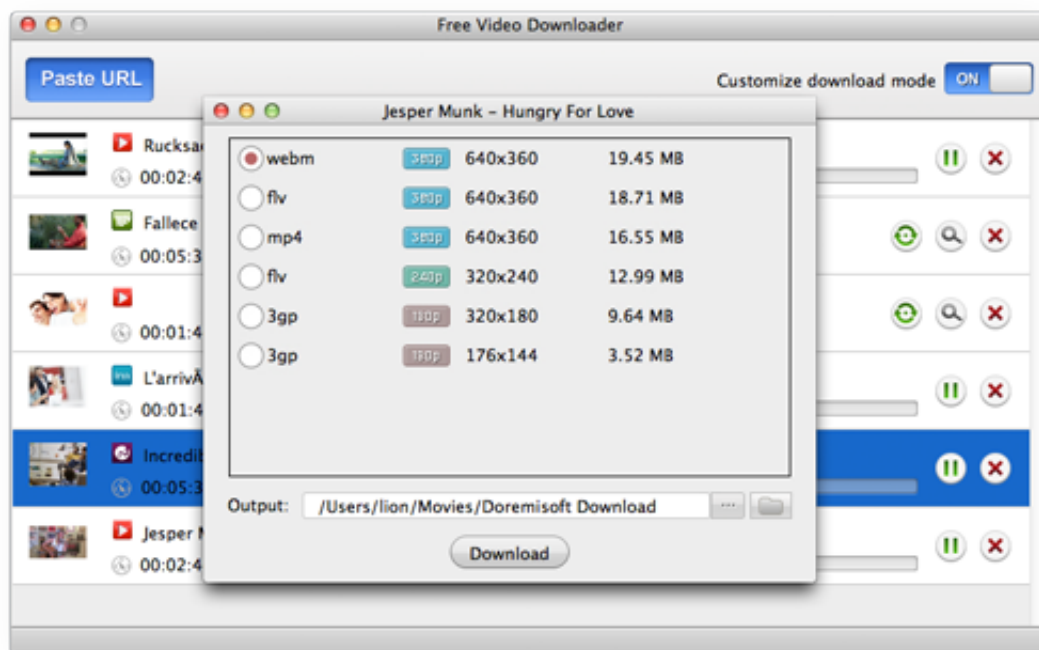 Free Video Downloader
Paste URL
Customize download mode ON
Jesper Munk - Hungry For Love
webm 360p 640x360 19.45 MB
flv 360p 640x360 18.71 MB
mp4 360p 640x360 16.55 MB
flv 240p 320x240 12.99 MB
3gp 180p 320x180 9.64 MB
3gp 190p 176x144 3.52 MB
Output: /Users/lion/Movies/Doremisoft Download ...
Download
Rucksa
00:02:4
Fallece
00:05:3
00:01:4
L'arrivÃ
00:01:4
Incredib
00:05:3
Jesper M
00:02:4